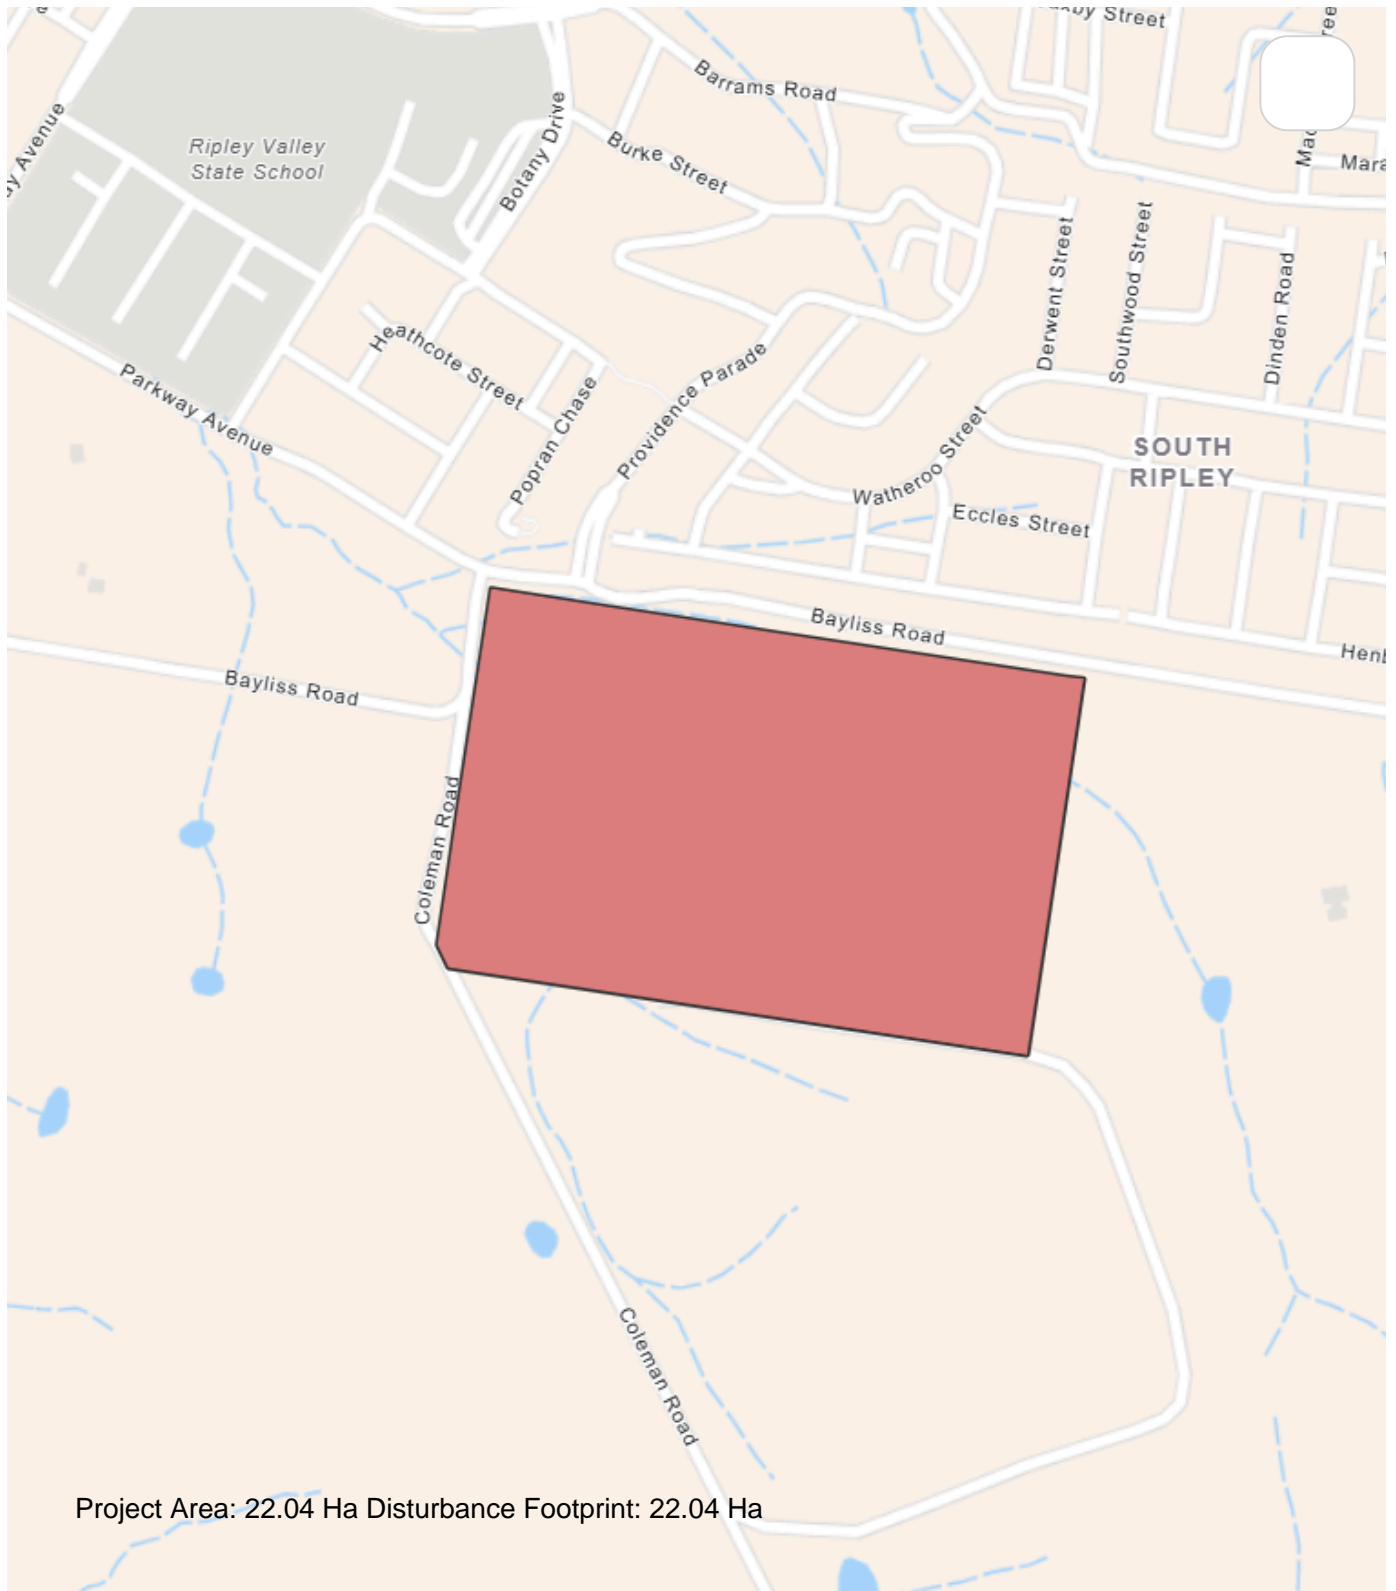 Barrams Road
Burke Street
Botany Drive
Ripley Valley
State School
Avenue
Street
Derwent Street
Southwood Street
Dinden Road
Heathcote Street
Parkway Avenue
Popran Chase
Providence Parade
Watheroo Street
SOUTH
RIPLEY
Eccles Street
Bayliss Road
Bayliss Road
Coleman Road
Coleman Road
Project Area: 22.04 Ha Disturbance Footprint: 22.04 Ha